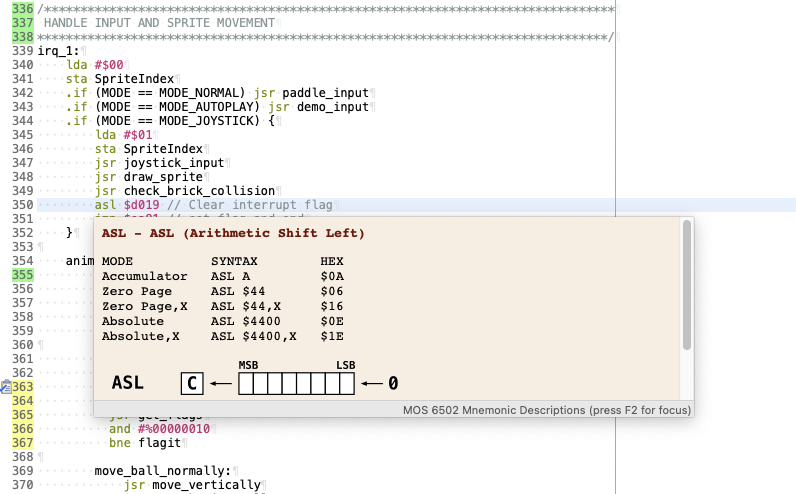 336 /********************************************************************************
337 HANDLE INPUT AND SPRITE MOVEMENT
338 ********************************************************************************/
339 irq_1:
340 lda #$00
341 sta SpriteIndex
342 .if (MODE == MODE_NORMAL) jsr paddle_input
343 .if (MODE == MODE_AUTOPLAY) jsr demo_input
344 .if (MODE == MODE_JOYSTICK) {
345 lda #$01
346 sta SpriteIndex
347 jsr joystick_input
348 jsr draw_sprite
349 jsr check_brick_collision
350 asl $d019 // Clear interrupt flag
351
352 }
353
354 anim
355
356
357
358
359
360
361
362
363
364
365 jsr get_flags
366 and #%00000010
367 bne flagit
368
369 move_ball_normally:
370 jsr move_vertically
ASL - ASL (Arithmetic Shift Left)
MODE SYNTAX HEX
Accumulator ASL A $0A
Zero Page ASL $44 $06
Zero Page,X ASL $44,X $16
Absolute ASL $4400 $0E
Absolute,X ASL $4400,X $1E
MSB LSB
ASL C 0
MOS 6502 Mnemonic Descriptions (press F2 for focus)